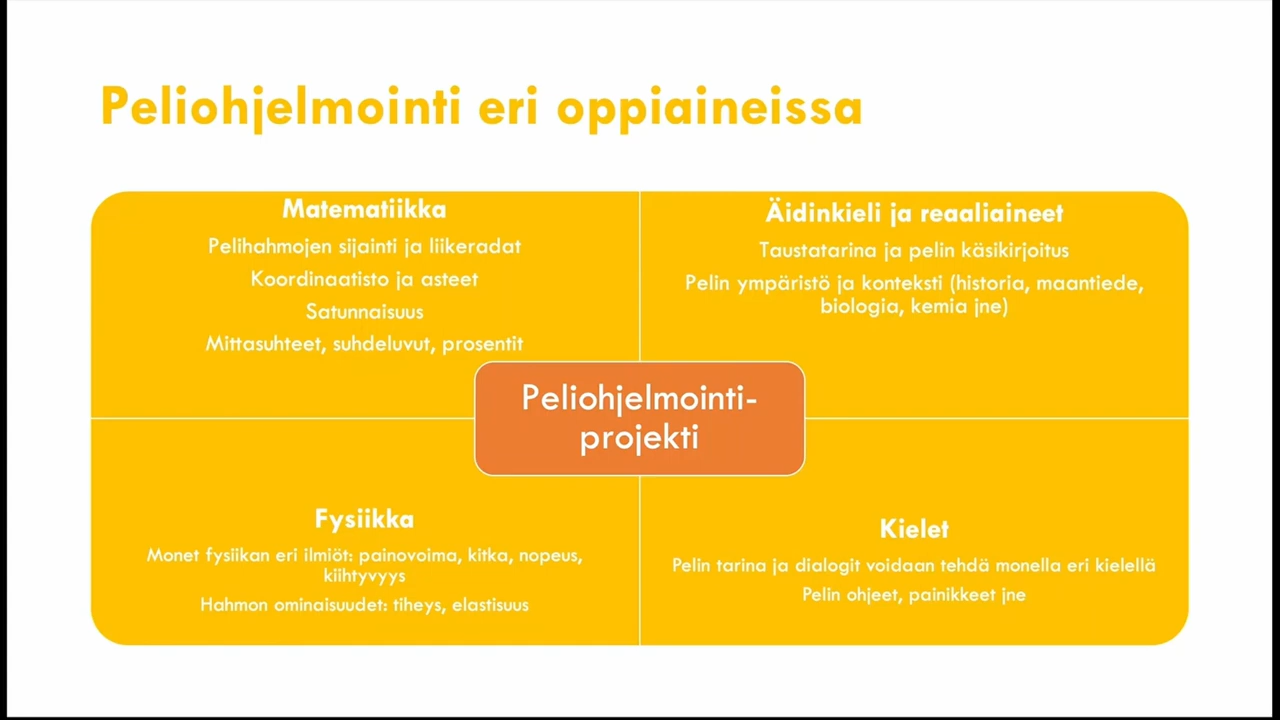 Peliohjelmointi eri oppiaineissa
Matematiikka
Pelihahmojen sijainti ja liikeradat
Koordinaatisto ja asteet
Satunnaisuus
Mittasuhteet, suhdeluvut, prosentit
Äidinkieli ja reaaliaineet
Taustatarina ja pelin käsikirjoitus
Pelin ympäristö ja konteksti (historia, maantiede,
biologia, kemia jne)
Peliohjelmointi-
projekti
Fysiikka
Monet fysiikan eri ilmiöt: painovoima, kitka, nopeus,
kiihtyvyys
Hahmon ominaisuudet: tiheys, elastisuus
Kielet
Pelin tarina ja dialogit voidaan tehdä monella eri kielellä
Pelin ohjeet, painikkeet jne